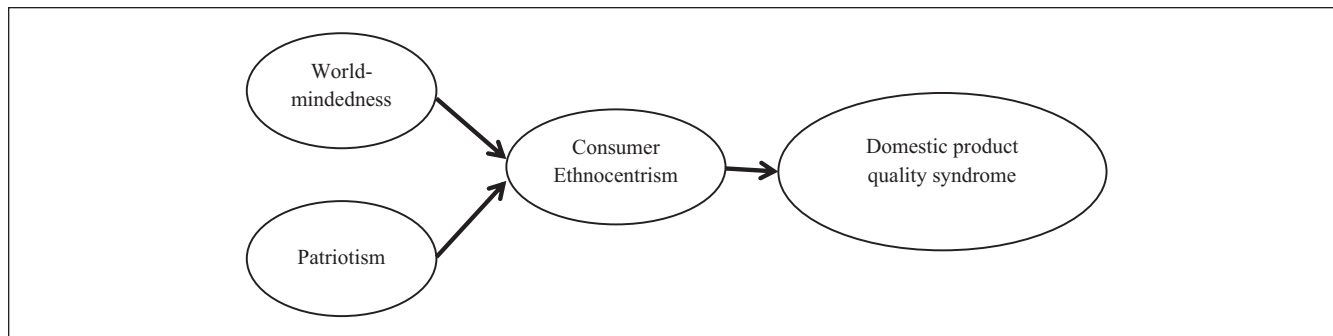 World-
mindedness
Consumer
Ethnocentrism
Domestic product
quality syndrome
Patriotism